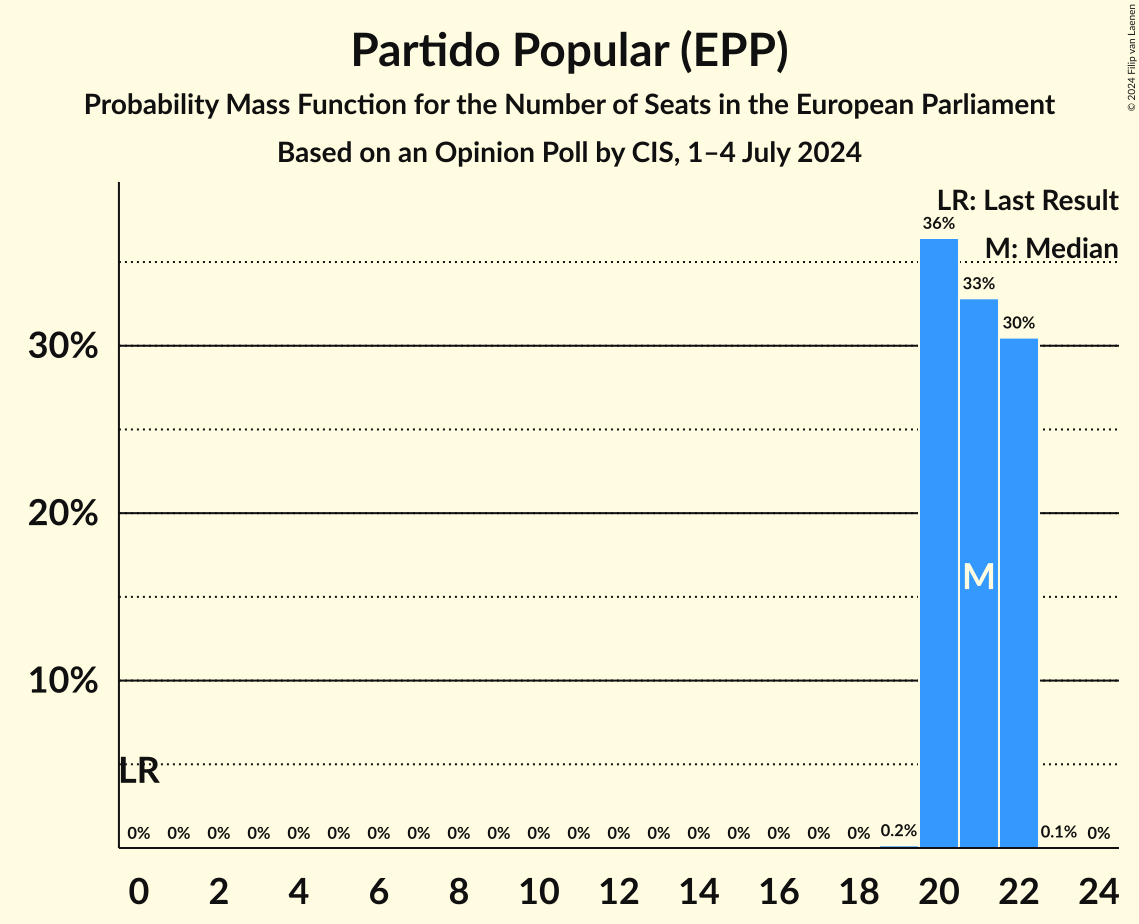 Partido Popular (EPP)
Probability Mass Function for the Number of Seats in the European Parliament
Based on an Opinion Poll by CIS, 1–4 July 2024
© 2024 Filip van Laenen
LR: Last Result
M: Median
36%
33%
30%
30%
20%
10%
M
LR
0% 0% 0% 0% 0% 0% 0% 0% 0% 0% 0% 0% 0% 0% 0% 0% 0% 0% 0% 0.2% 0.1% 0%
0 2 4 6 8 10 12 14 16 18 20 22 24